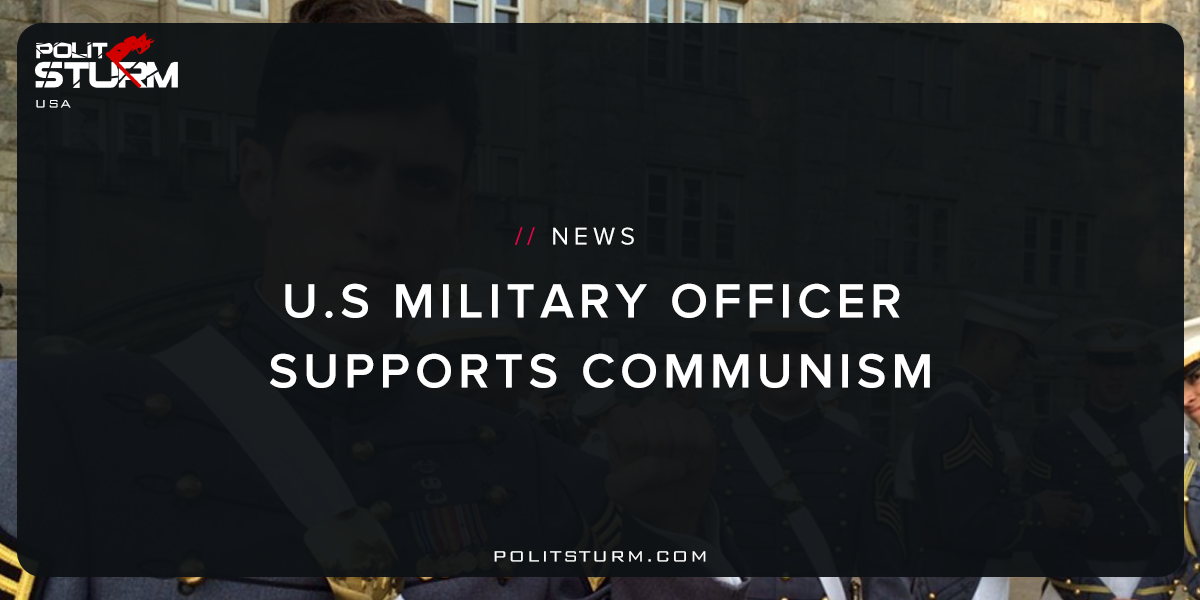 POLIT
STURM
USA
// NEWS
U.S MILITARY OFFICER
SUPPORTS COMMUNISM
POLITSTURM.COM